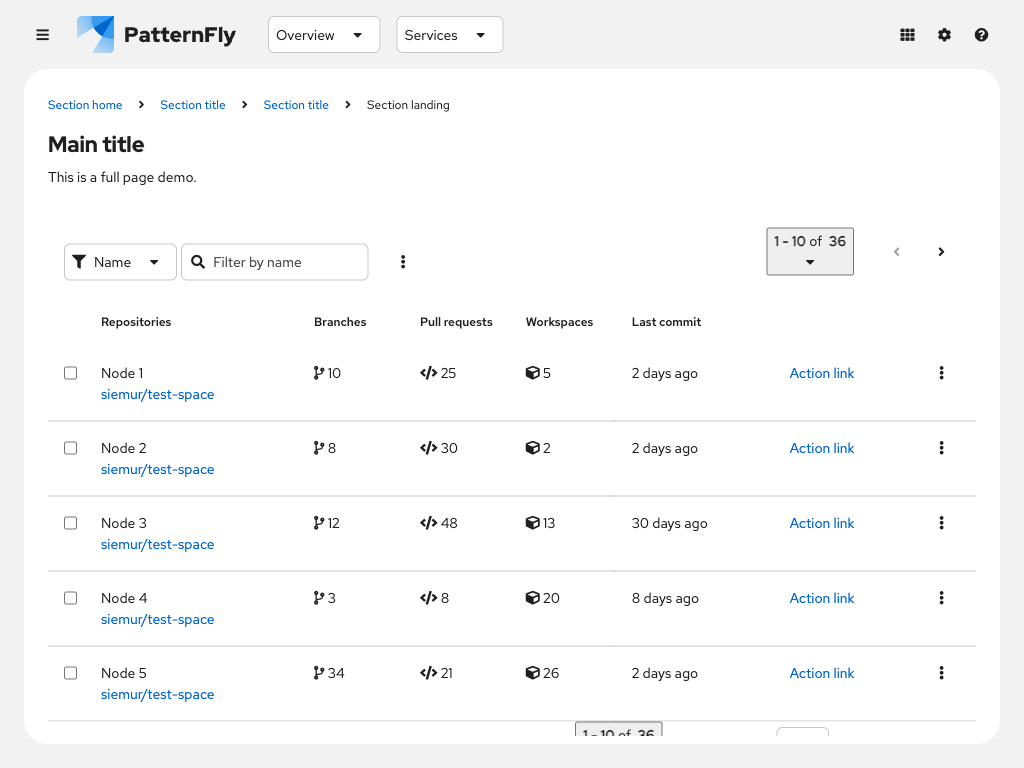 PatternFly Overview Services
Section home Section title Section title Section landing
Main title
This is a full page demo.
Name Filter by name 1 - 10 of 36
Repositories Branches Pull requests Workspaces Last commit
Node 1 10 25 5 2 days ago Action link
siemur/test-space
Node 2 8 30 2 2 days ago Action link
siemur/test-space
Node 3 12 48 13 30 days ago Action link
siemur/test-space
Node 4 3 8 20 8 days ago Action link
siemur/test-space
Node 5 34 21 26 2 days ago Action link
siemur/test-space
1 - 10 of 36